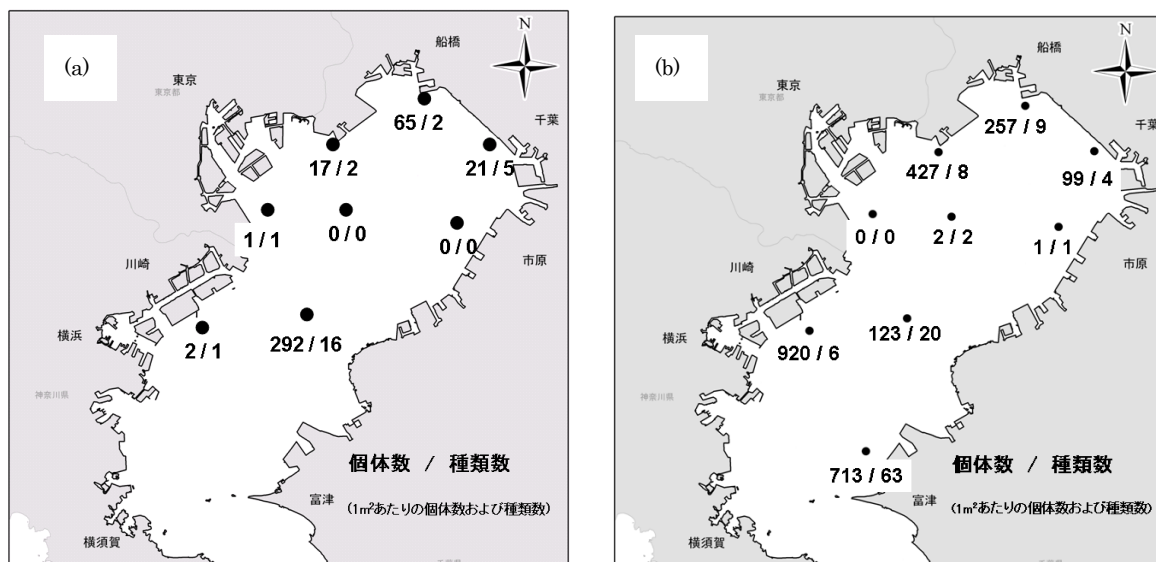 (a)
N
船橋
東京
東京都
千葉
65 / 2
17 / 2
21 / 5
1 / 1
0 / 0
0 / 0
川崎
市原
横浜
2 / 1
292 / 16
神奈川県
個体数 / 種類数
(1㎡あたりの個体数および種類数)
富津
横須賀
(b)
N
船橋
東京
東京都
千葉
257 / 9
427 / 8
99 / 4
0 / 0
2 / 2
1 / 1
川崎
市原
横浜
920 / 6
123 / 20
神奈川県
713 / 63
個体数 / 種類数
(1㎡あたりの個体数および種類数)
富津
横須賀